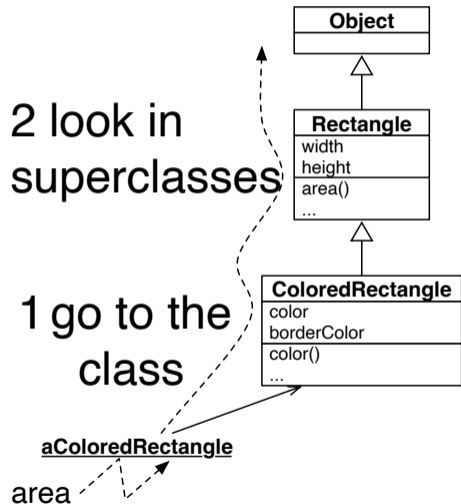 Object
2 look in
superclasses
Rectangle
width
height
area()
...
1 go to the
class
ColoredRectangle
color
borderColor
color()
...
aColoredRectangle
area